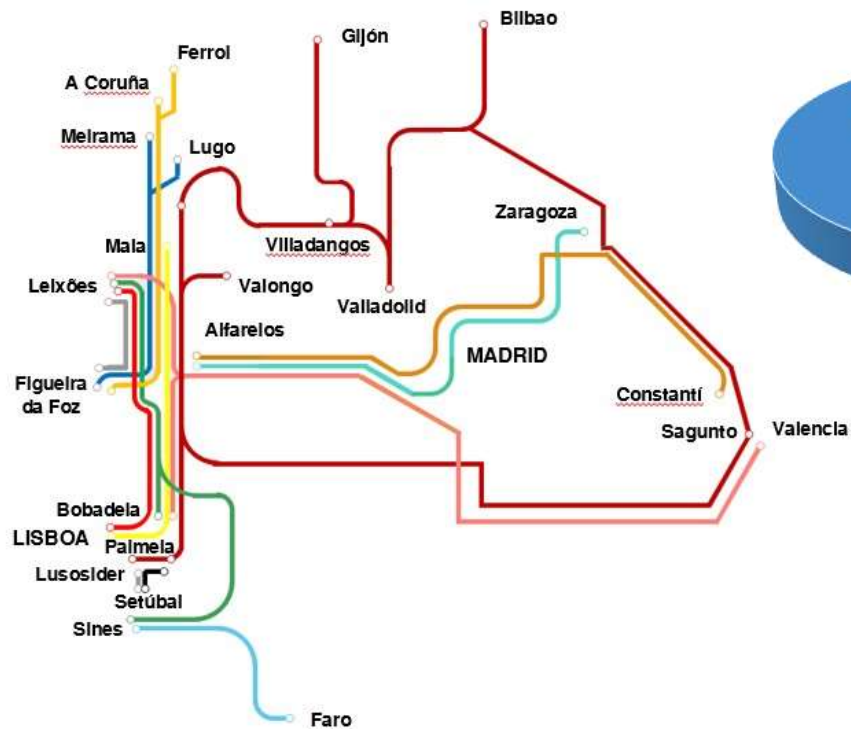 Bilbao
Gijón
Ferrol
A Coruña
Meirama
Lugo
Zaragoza
Maia
Villadangos
Leixões
Valongo
Valladolid
Alfarelos
MADRID
Figueira
da Foz
Constantí
Sagunto
Valencia
Bobadela
LISBOA
Palmela
Lusosider
Setúbal
Sines
Faro